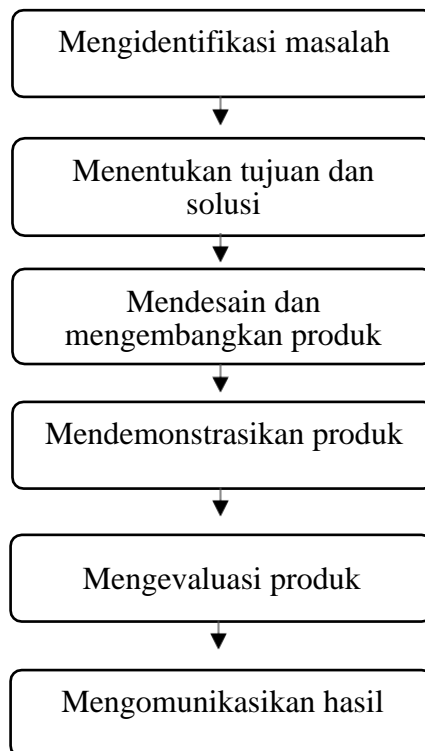 Mengidentifikasi masalah
Menentukan tujuan dan
solusi
Mendesain dan
mengembangkan produk
Mendemonstrasikan produk
Mengevaluasi produk
Mengomunikasikan hasil